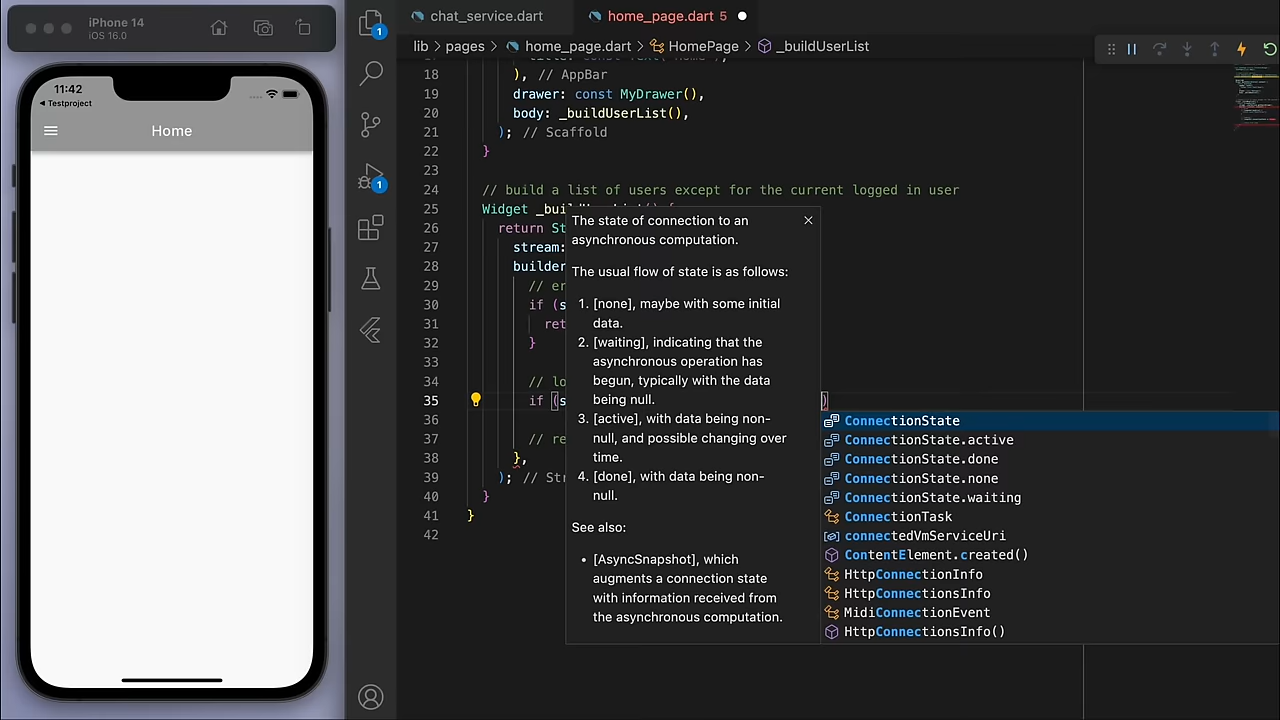 iPhone 14
iOS 16.0
11:42
◀ Testproject
Home
1
1
chat_service.dart
home_page.dart 5
lib > pages > home_page.dart > HomePage > _buildUserList
18 ), // AppBar
19 drawer: const MyDrawer(),
20 body: _buildUserList(),
21 ); // Scaffold
22 }
23
24 // build a list of users except for the current logged in user
25 Widget
26 return St
27 stream:
28 builder
29 // er
30 if (s
31 ret
32 }
33
34 // lo
35 if (s )
36
37 // re
38 },
39 ); // Str
40 }
41 }
42
The state of connection to an
asynchronous computation.
The usual flow of state is as follows:
1. [none], maybe with some initial
data.
2. [waiting], indicating that the
asynchronous operation has
begun, typically with the data
being null.
3. [active], with data being non-
null, and possible changing over
time.
4. [done], with data being non-
null.
See also:
• [AsyncSnapshot], which
augments a connection state
with information received from
the asynchronous computation.
ConnectionState
ConnectionState.active
ConnectionState.done
ConnectionState.none
ConnectionState.waiting
ConnectionTask
connectedVmServiceUri
ContentElement.created()
HttpConnectionInfo
HttpConnectionsInfo
MidiConnectionEvent
HttpConnectionsInfo()